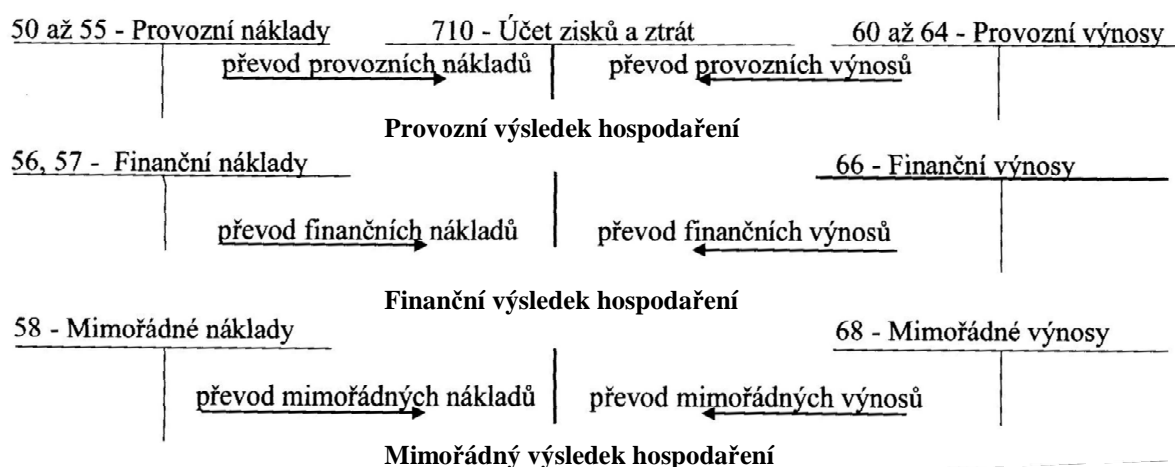 50 až 55 - Provozní náklady 710 - Účet zisků a ztrát 60 až 64 - Provozní výnosy
převod provozních nákladů převod provozních výnosů
Provozní výsledek hospodaření
56, 57 - Finanční náklady 66 - Finanční výnosy
převod finančních nákladů převod finančních výnosů
Finanční výsledek hospodaření
58 - Mimořádné náklady 68 - Mimořádné výnosy
převod mimořádných nákladů převod mimořádných výnosů
Mimořádný výsledek hospodaření